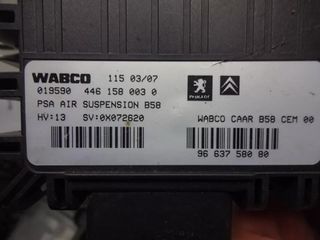 WABCO 115 03/07
019590 446 158 003 0
PSA AIR SUSPENSION B58
HV:13 SV:0X072620
PEUGEOT
WABCO CAAR B58 CEM 00
96 637 580 80